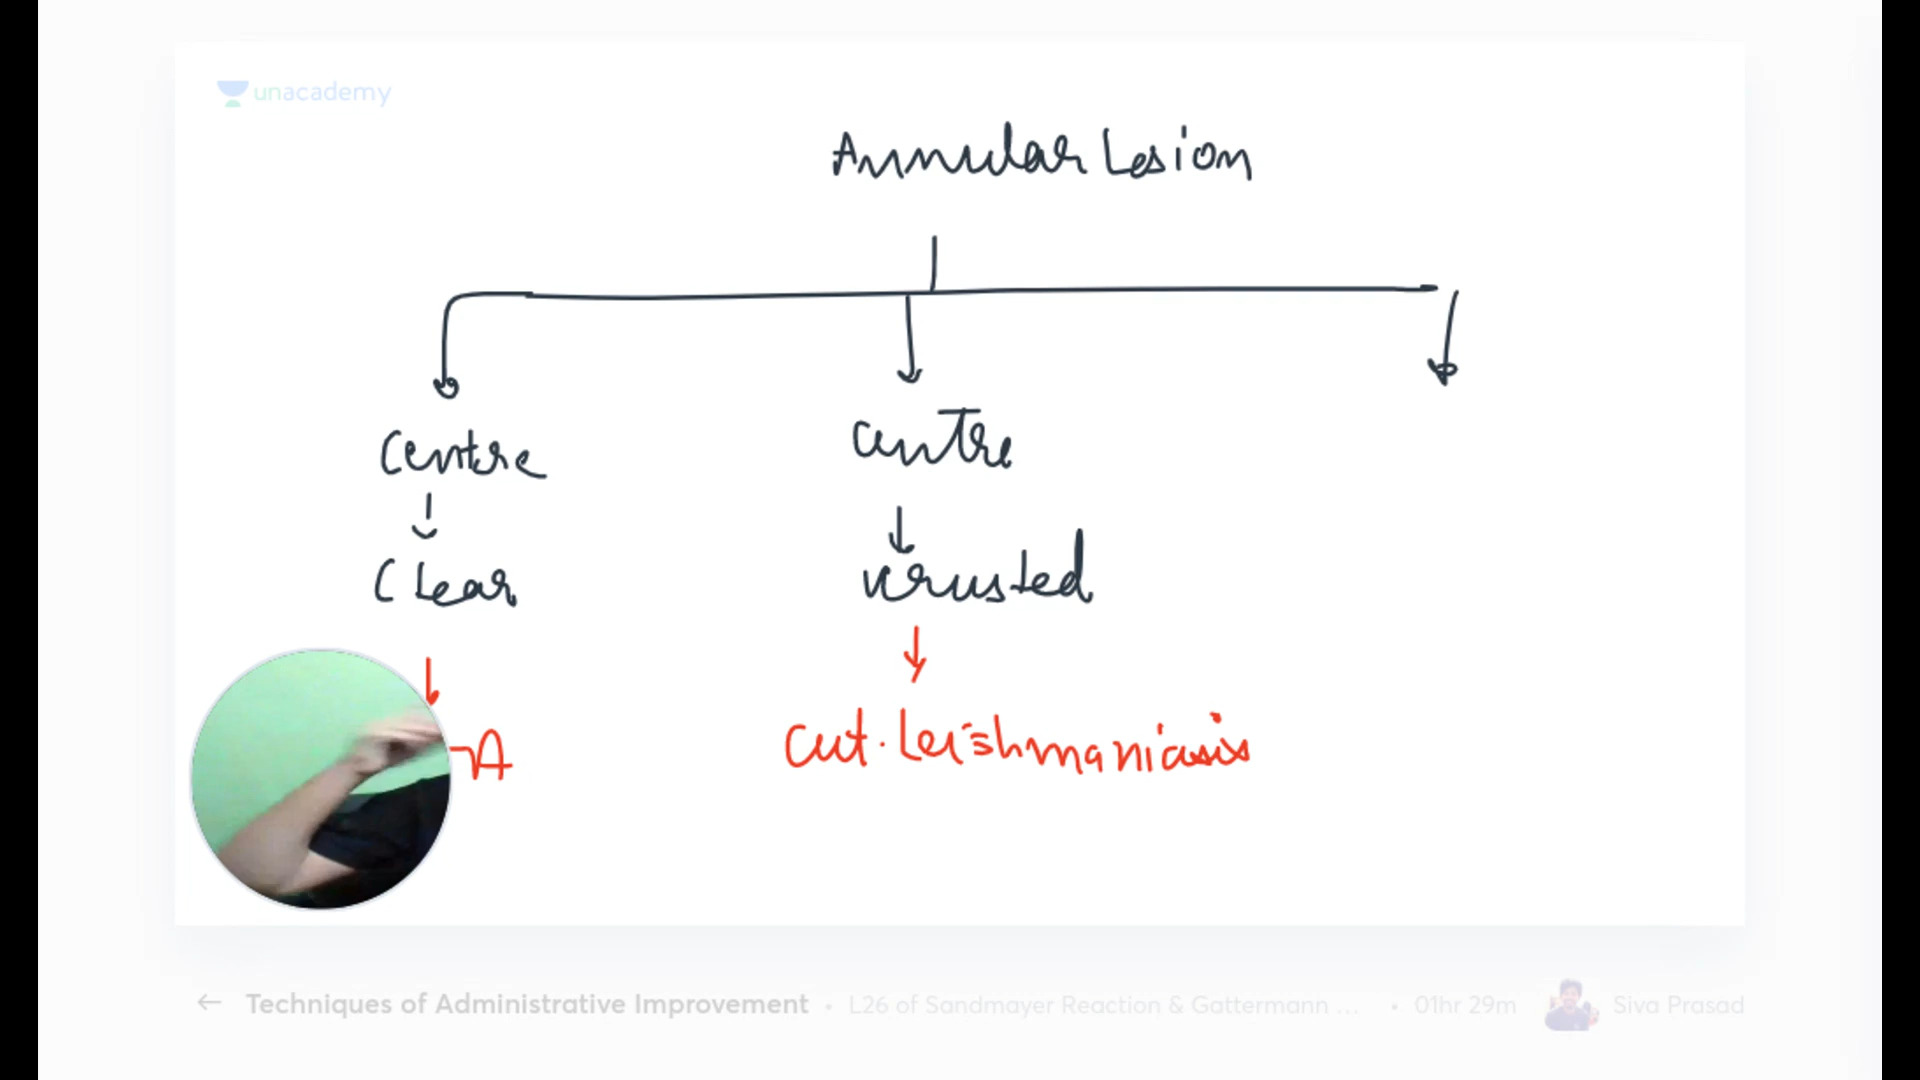 unacademy
Annular Lesion
Centre
Centre
Clear
crusted
A
Cut. Leishmaniasis
Techniques of Administrative Improvement • L26 of Sandmayer Reaction & Gattermann ... • 01hr 29m Siva Prasad